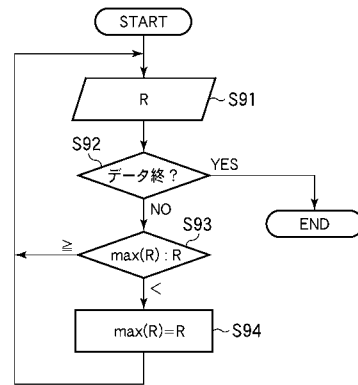 START
R
S91
S92
データ終？
YES
NO
END
S93
max(R) : R
≧
<
max(R)=R
S94